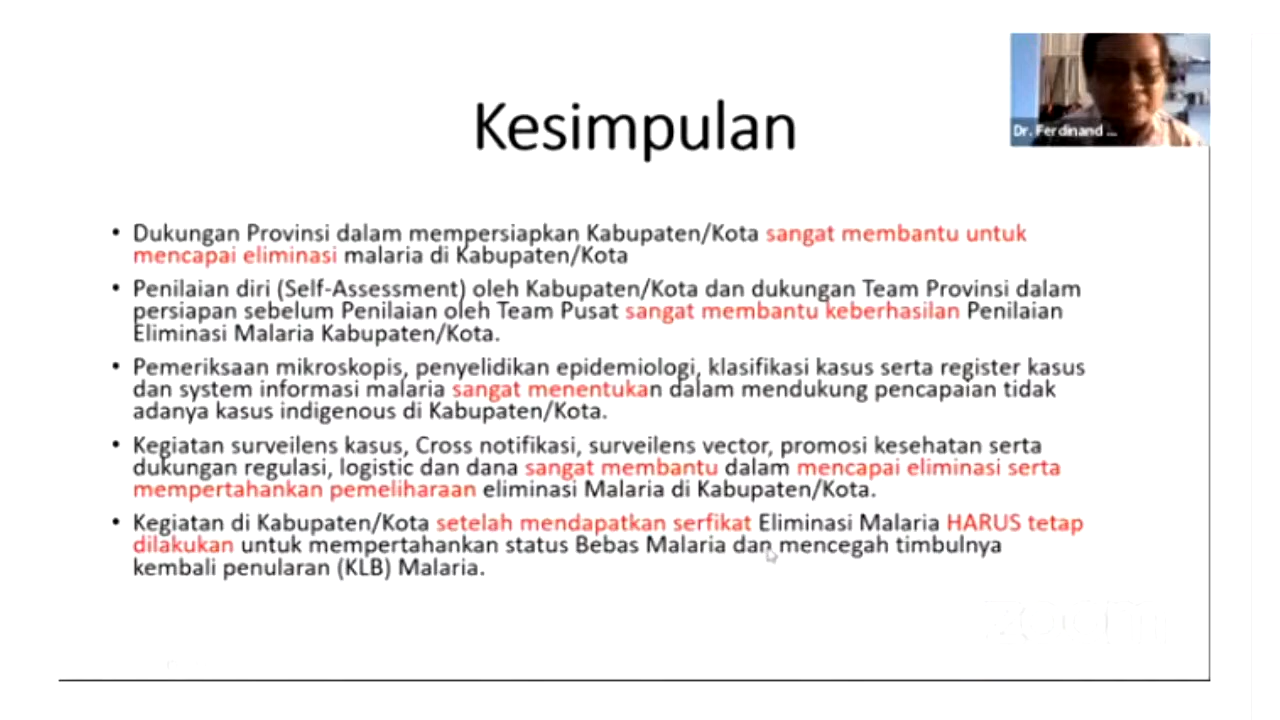 Kesimpulan
Dr. Ferdinand ...
• Dukungan Provinsi dalam mempersiapkan Kabupaten/Kota sangat membantu untuk
mencapai eliminasi malaria di Kabupaten/Kota
• Penilaian diri (Self-Assessment) oleh Kabupaten/Kota dan dukungan Team Provinsi dalam
persiapan sebelum Penilaian oleh Team Pusat sangat membantu keberhasilan Penilaian
Eliminasi Malaria Kabupaten/Kota.
• Pemeriksaan mikroskopis, penyelidikan epidemiologi, klasifikasi kasus serta register kasus
dan system informasi malaria sangat menentukan dalam mendukung pencapaian tidak
adanya kasus indigenous di Kabupaten/Kota.
• Kegiatan surveilens kasus, Cross notifikasi, surveilens vector, promosi kesehatan serta
dukungan regulasi, logistic dan dana sangat membantu dalam mencapai eliminasi serta
mempertahankan pemeliharaan eliminasi Malaria di Kabupaten/Kota.
• Kegiatan di Kabupaten/Kota setelah mendapatkan serfikat Eliminasi Malaria HARUS tetap
dilakukan untuk mempertahankan status Bebas Malaria dan mencegah timbulnya
kembali penularan (KLB) Malaria.
zoom